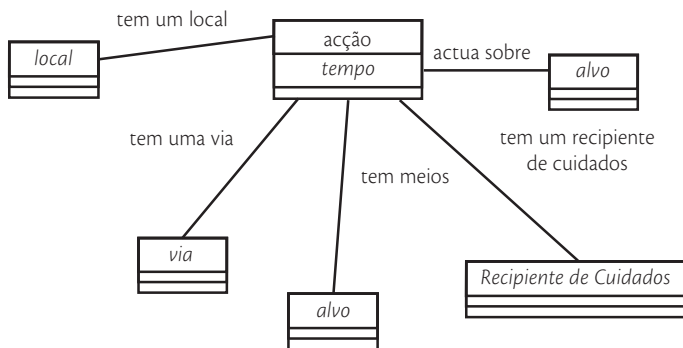 tem um local
acção
local
tempo
actua sobre
alvo
tem uma via
tem um recipiente
de cuidados
tem meios
via
Recipiente de Cuidados
alvo